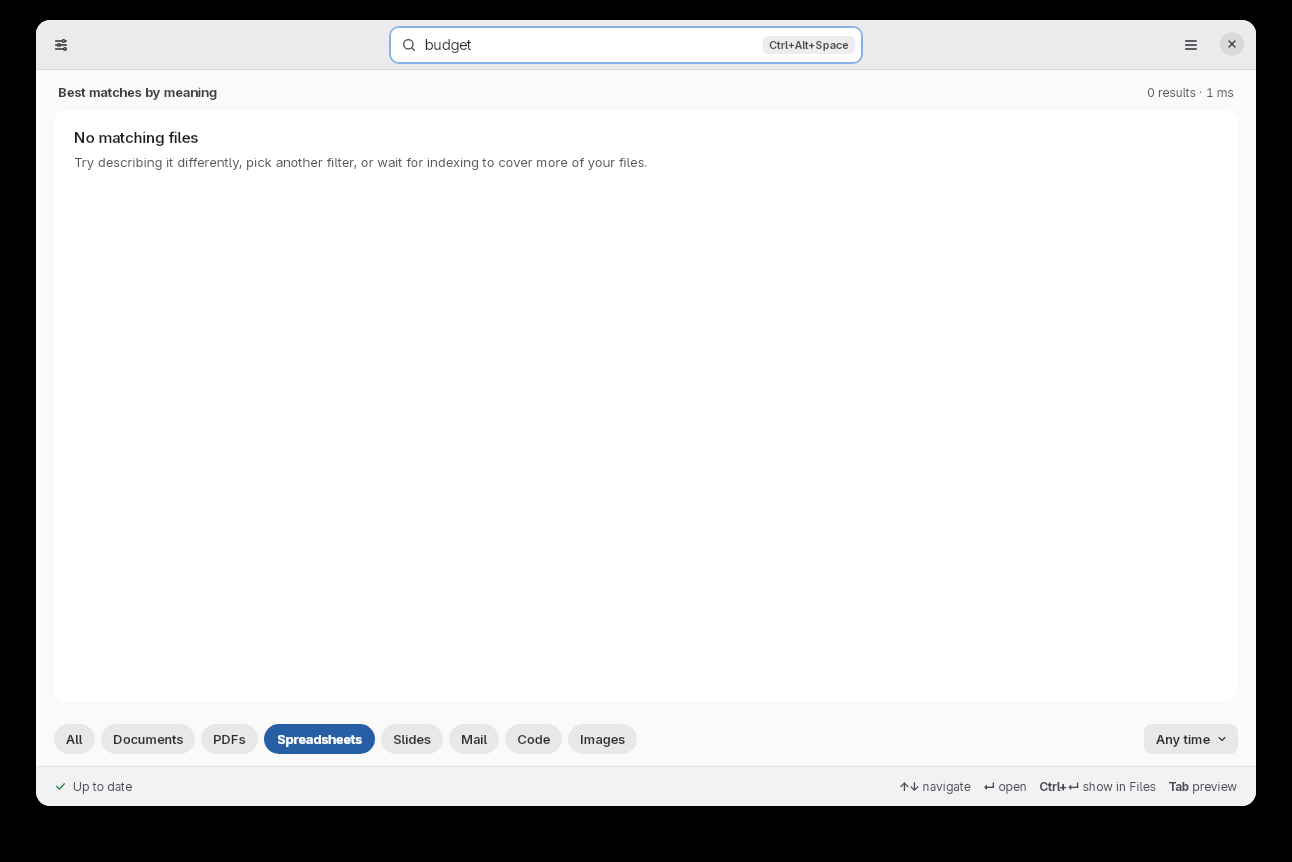 budget
Ctrl+Alt+Space
Best matches by meaning
0 results · 1 ms
No matching files
Try describing it differently, pick another filter, or wait for indexing to cover more of your files.
All Documents PDFs Spreadsheets Slides Mail Code Images Any time
Up to date ↑↓ navigate ↵ open Ctrl+↵ show in Files Tab preview